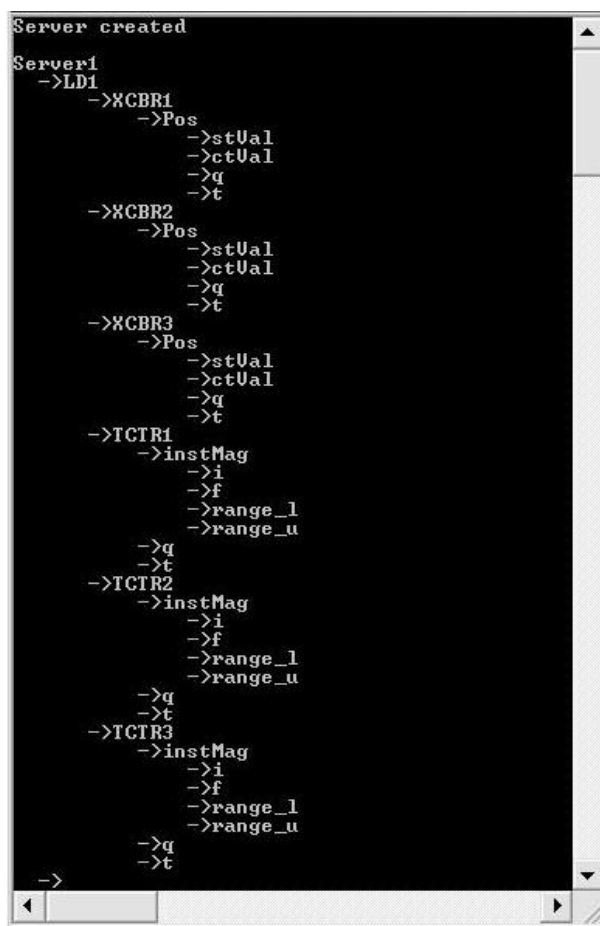 Server created
Server1
->LD1
->XCBR1
->Pos
->stVal
->ctVal
->q
->t
->XCBR2
->Pos
->stVal
->ctVal
->q
->t
->XCBR3
->Pos
->stVal
->ctVal
->q
->t
->TCTR1
->instMag
->i
->f
->range_l
->range_u
->q
->t
->TCTR2
->instMag
->i
->f
->range_l
->range_u
->q
->t
->TCTR3
->instMag
->i
->f
->range_l
->range_u
->q
->t
->